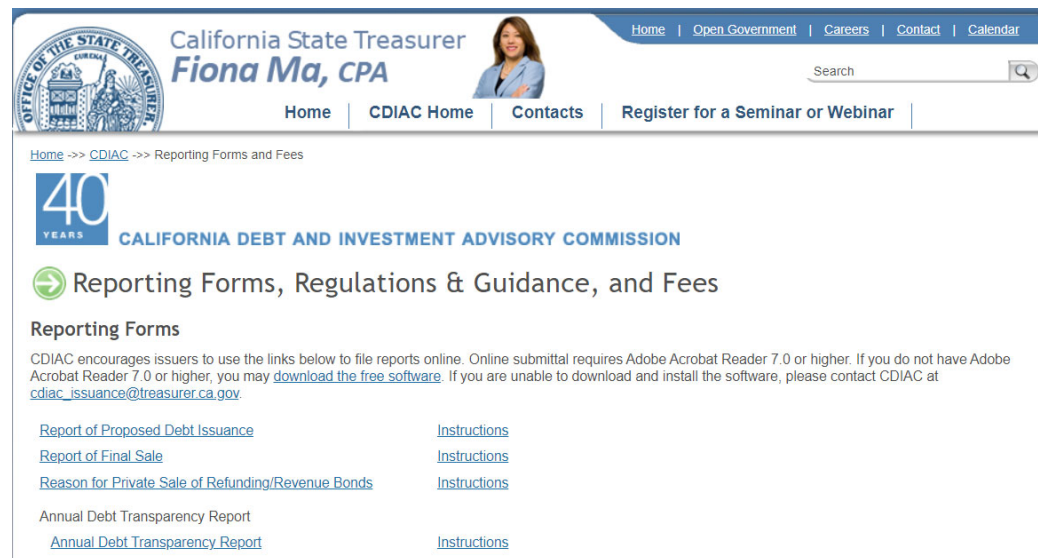 Home | Open Government | Careers | Contact | Calendar
OFFICE OF THE STATE TREASURER
EUREKA
California State Treasurer
Fiona Ma, CPA
Search
Home | CDIAC Home | Contacts | Register for a Seminar or Webinar |
Home ->> CDIAC ->> Reporting Forms and Fees
40
YEARS
CALIFORNIA DEBT AND INVESTMENT ADVISORY COMMISSION
Reporting Forms, Regulations & Guidance, and Fees
Reporting Forms
CDIAC encourages issuers to use the links below to file reports online. Online submittal requires Adobe Acrobat Reader 7.0 or higher. If you do not have Adobe
Acrobat Reader 7.0 or higher, you may download the free software. If you are unable to download and install the software, please contact CDIAC at
cdiac_issuance@treasurer.ca.gov.
Report of Proposed Debt Issuance Instructions
Report of Final Sale Instructions
Reason for Private Sale of Refunding/Revenue Bonds Instructions
Annual Debt Transparency Report
Annual Debt Transparency Report Instructions